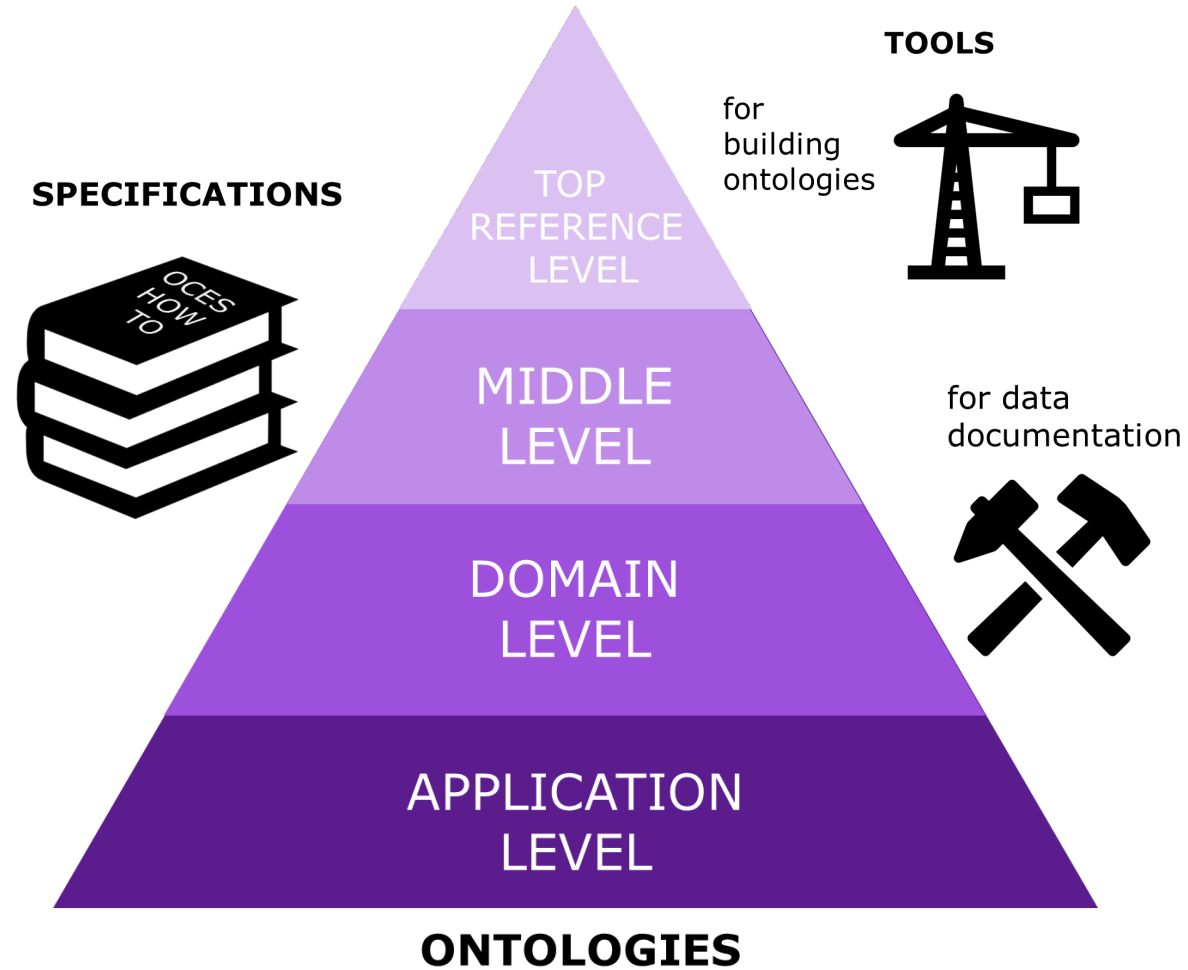 TOOLS
for
building
ontologies
SPECIFICATIONS
OCES
HOW
TO
TOP
REFERENCE
LEVEL
MIDDLE
LEVEL
for data
documentation
DOMAIN
LEVEL
APPLICATION
LEVEL
ONTOLOGIES